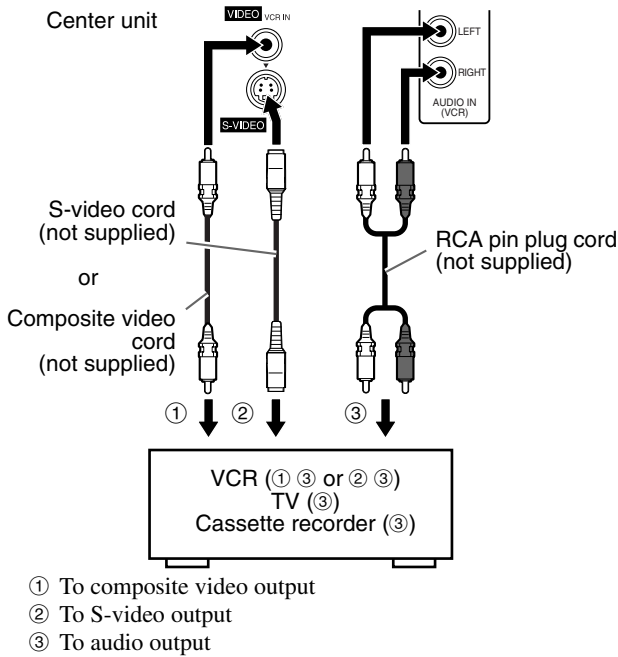 Center unit
VIDEO VCR IN
S-VIDEO
LEFT
RIGHT
AUDIO IN
(VCR)
S-video cord
(not supplied)
or
Composite video
cord
(not supplied)
RCA pin plug cord
(not supplied)
① ② ③
VCR (① ③ or ② ③)
TV (③)
Cassette recorder (③)
① To composite video output
② To S-video output
③ To audio output